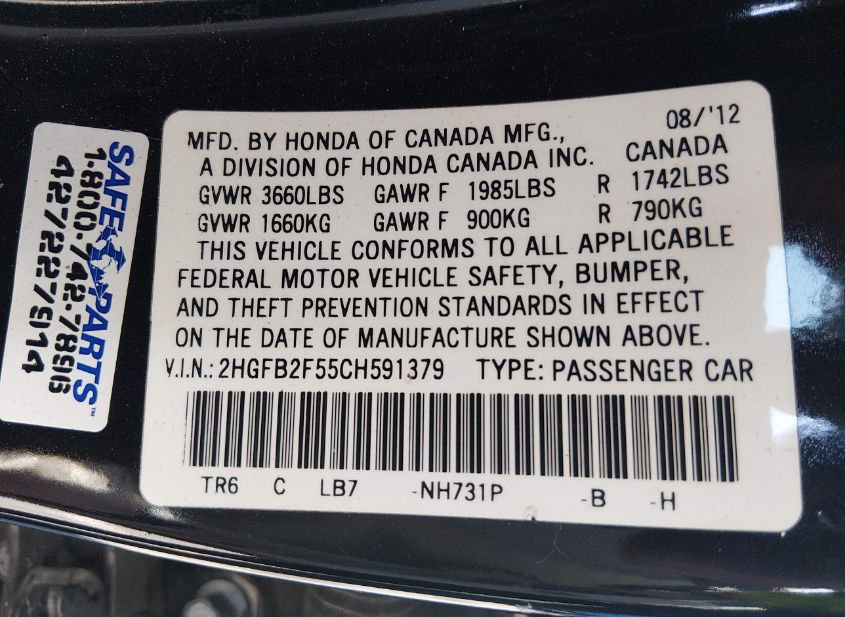 08/'12
MFD. BY HONDA OF CANADA MFG.,
A DIVISION OF HONDA CANADA INC. CANADA
GVWR 3660LBS GAWR F 1985LBS R 1742LBS
GVWR 1660KG GAWR F 900KG R 790KG
THIS VEHICLE CONFORMS TO ALL APPLICABLE
FEDERAL MOTOR VEHICLE SAFETY, BUMPER,
AND THEFT PREVENTION STANDARDS IN EFFECT
ON THE DATE OF MANUFACTURE SHOWN ABOVE.
V.I.N.: 2HGFB2F55CH591379 TYPE: PASSENGER CAR
TR6 C LB7 -NH731P -B -H
SAFE PARTS™
1-800-742-7896
427227914